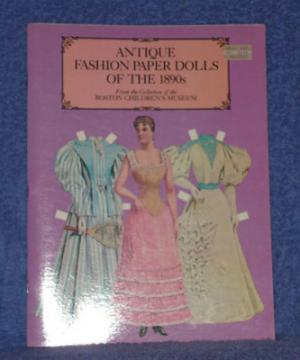 ANTIQUE
FASHION PAPER DOLLS
OF THE 1890s
From the Collection of the
BOSTON CHILDREN'S MUSEUM